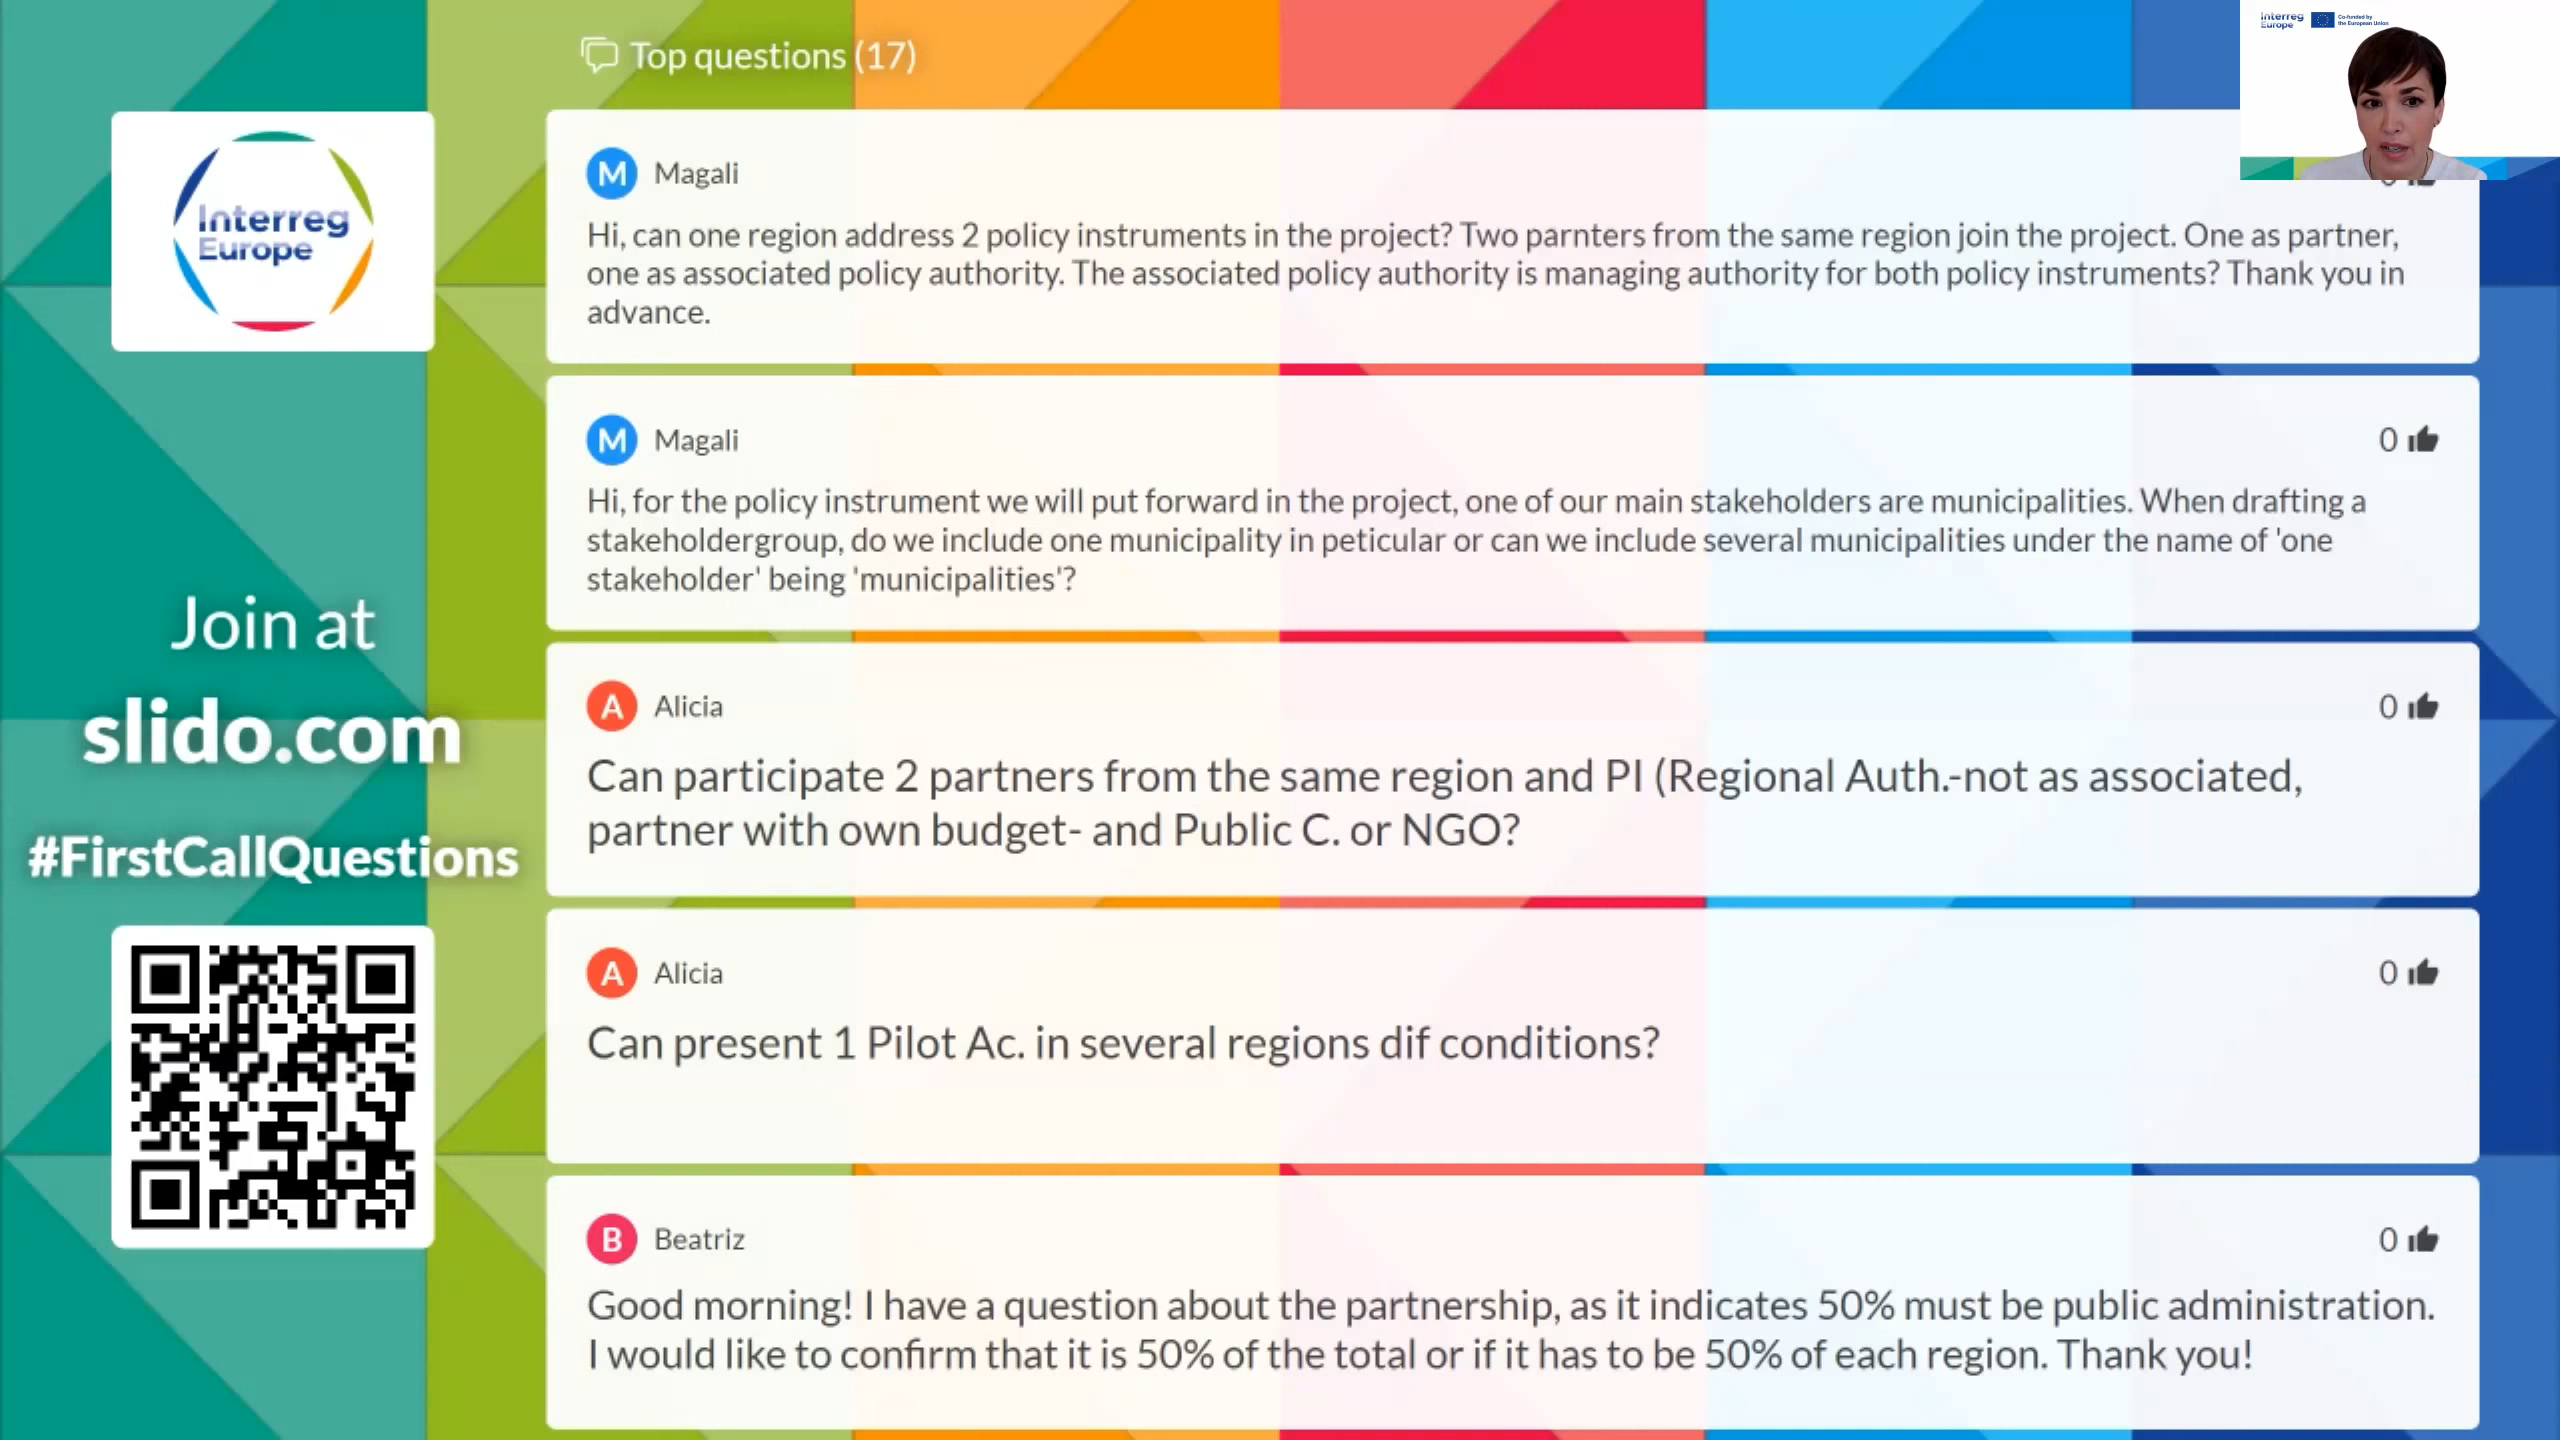 Top questions (17)
Interreg
Europe
Co-funded by
the European Union
Interreg
Europe
M Magali
Hi, can one region address 2 policy instruments in the project? Two parnters from the same region join the project. One as partner,
one as associated policy authority. The associated policy authority is managing authority for both policy instruments? Thank you in
advance.
M Magali
0
Hi, for the policy instrument we will put forward in the project, one of our main stakeholders are municipalities. When drafting a
stakeholdergroup, do we include one municipality in peticular or can we include several municipalities under the name of 'one
stakeholder' being 'municipalities'?
Join at
slido.com
#FirstCallQuestions
A Alicia
0
Can participate 2 partners from the same region and PI (Regional Auth.-not as associated,
partner with own budget- and Public C. or NGO?
A Alicia
0
Can present 1 Pilot Ac. in several regions dif conditions?
B Beatriz
0
Good morning! I have a question about the partnership, as it indicates 50% must be public administration.
I would like to confirm that it is 50% of the total or if it has to be 50% of each region. Thank you!